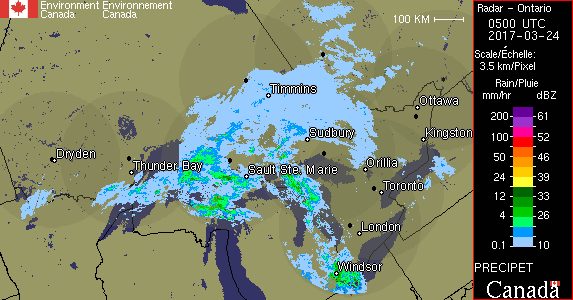 Environment Environnement
Canada Canada
100 KM
Timmins
Ottawa
Sudbury
Kingston
Dryden
Thunder Bay
Sault Ste. Marie
Orillia
Toronto
London
Windsor
Radar - Ontario
0500 UTC
2017-03-24
Scale/Échelle:
3.5 km/Pixel
Rain/Pluie
mm/hr dBZ
200 61
100 52
50 46
24 39
12 33
4 26
0.1 10
PRECIPET
Canada